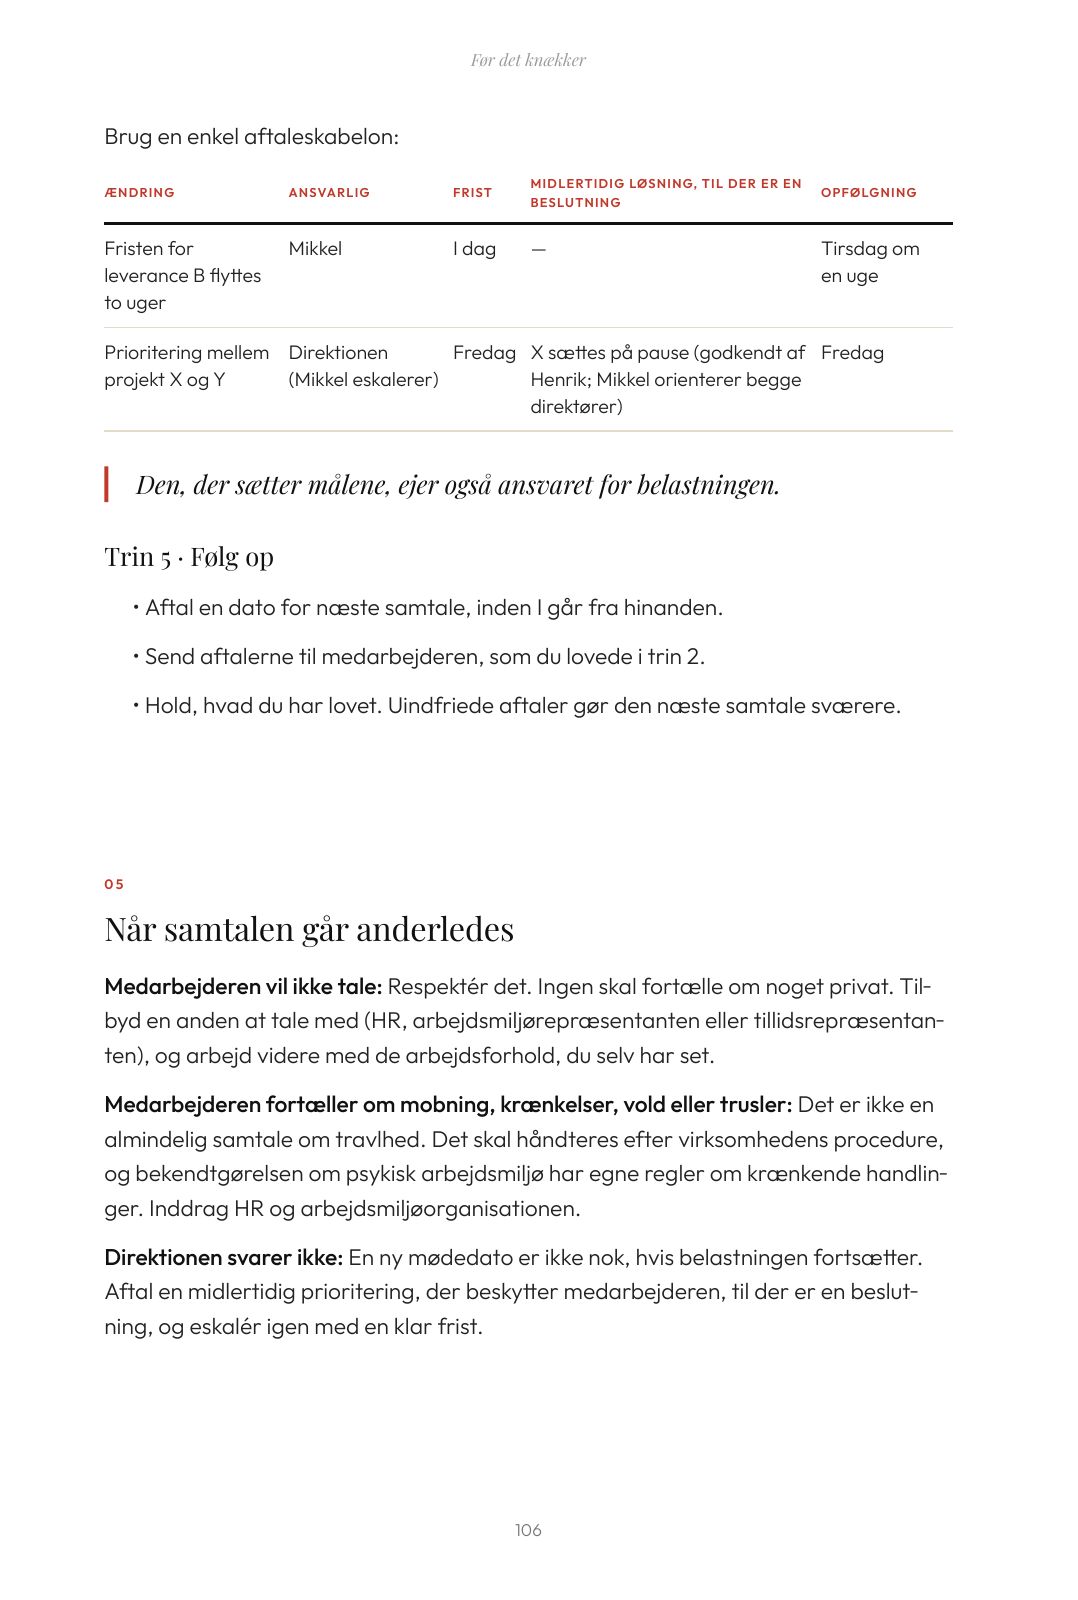 Før det knækker
Brug en enkel aftaleskabelon:
ÆNDRING ANSVARLIG FRIST MIDLERTIDIG LØSNING, TIL DER ER EN BESLUTNING OPFØLGNING
Fristen for leverance B flyttes to uger Mikkel I dag — Tirsdag om en uge
Prioritering mellem projekt X og Y Direktionen (Mikkel eskalerer) Fredag X sættes på pause (godkendt af Henrik; Mikkel orienterer begge direktører) Fredag
Den, der sætter målene, ejer også ansvaret for belastningen.
Trin 5 · Følg op
• Aftal en dato for næste samtale, inden I går fra hinanden.
• Send aftalerne til medarbejderen, som du lovede i trin 2.
• Hold, hvad du har lovet. Uindfriede aftaler gør den næste samtale sværere.
05
Når samtalen går anderledes
Medarbejderen vil ikke tale: Respektér det. Ingen skal fortælle om noget privat. Til-
byd en anden at tale med (HR, arbejdsmiljørepræsentanten eller tillidsrepræsentan-
ten), og arbejd videre med de arbejdsforhold, du selv har set.
Medarbejderen fortæller om mobning, krænkelser, vold eller trusler: Det er ikke en
almindelig samtale om travlhed. Det skal håndteres efter virksomhedens procedure,
og bekendtgørelsen om psykisk arbejdsmiljø har egne regler om krænkende handlin-
ger. Inddrag HR og arbejdsmiljøorganisationen.
Direktionen svarer ikke: En ny mødedato er ikke nok, hvis belastningen fortsætter.
Aftal en midlertidig prioritering, der beskytter medarbejderen, til der er en beslut-
ning, og eskalér igen med en klar frist.
106